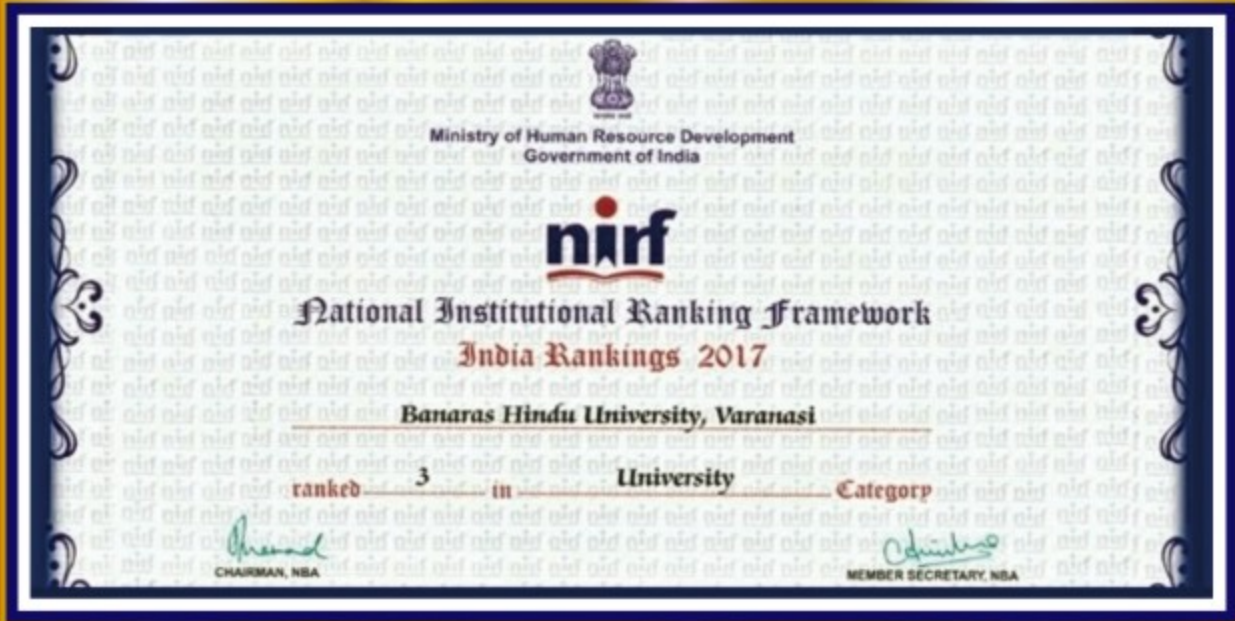 Ministry of Human Resource Development
Government of India
nirf
National Institutional Ranking Framework
India Rankings 2017
Banaras Hindu University, Varanasi
ranked 3 in University Category
CHAIRMAN, NBA
MEMBER SECRETARY, NBA